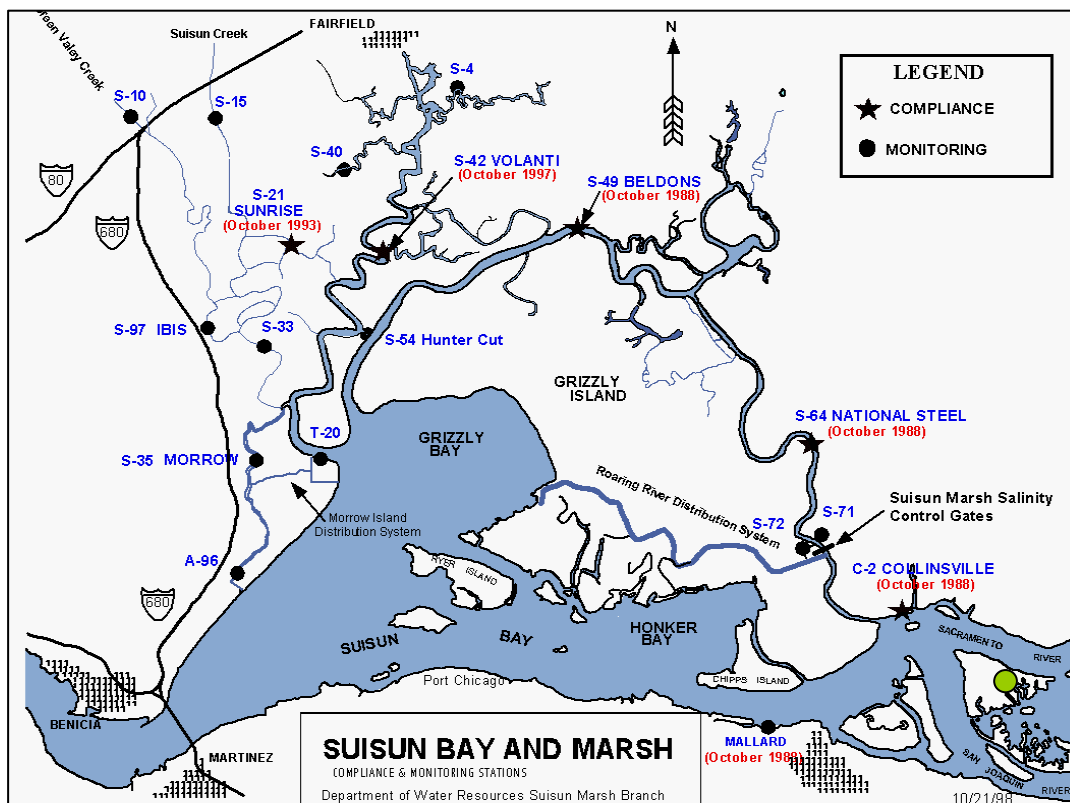 FAIRFIELD
Green Valey Creek
Suisun Creek
N
S-4
S-10
S-15
S-40
S-42 VOLANTI
(October 1997)
S-49 BELDONS
(October 1988)
LEGEND
COMPLIANCE
MONITORING
80
680
S-21
SUNRISE
(October 1993)
S-97 IBIS
S-33
S-54 Hunter Cut
GRIZZLY
ISLAND
S-64 NATIONAL STEEL
(October 1988)
T-20
GRIZZLY
BAY
S-35 MORROW
Morrow Island
Distribution System
Roaring River Distribution System
S-72
S-71
Suisun Marsh Salinity
Control Gates
A-96
RYER ISLAND
C-2 COLLINSVILLE
(October 1988)
680
SUISUN
BAY
HONKER
BAY
SACRAMENTO
RIVER
Port Chicago
CHIPPS ISLAND
BENICIA
MARTINEZ
MALLARD
(October 1988)
SAN JOAQUIN
RIVER
SUISUN BAY AND MARSH
COMPLIANCE & MONITORING STATIONS
Department of Water Resources Suisun Marsh Branch
10/21/98